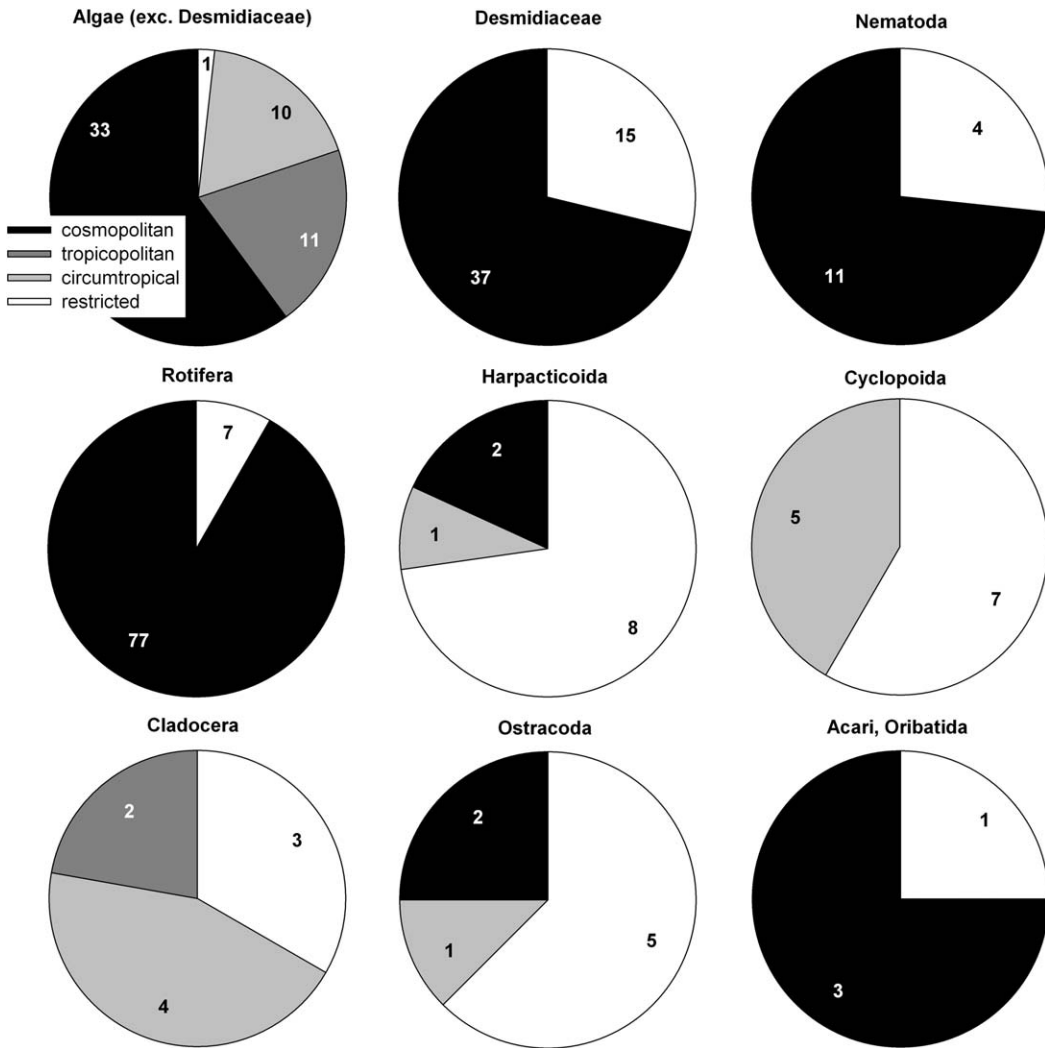 Algae (exc. Desmidiaceae)
Desmidiaceae
Nematoda
1
10
33
11
cosmopolitan
tropicopolitan
circumtropical
restricted
15
37
4
11
Rotifera
Harpacticoida
Cyclopoida
7
77
2
1
8
5
7
Cladocera
Ostracoda
Acari, Oribatida
2
3
4
2
1
5
1
3